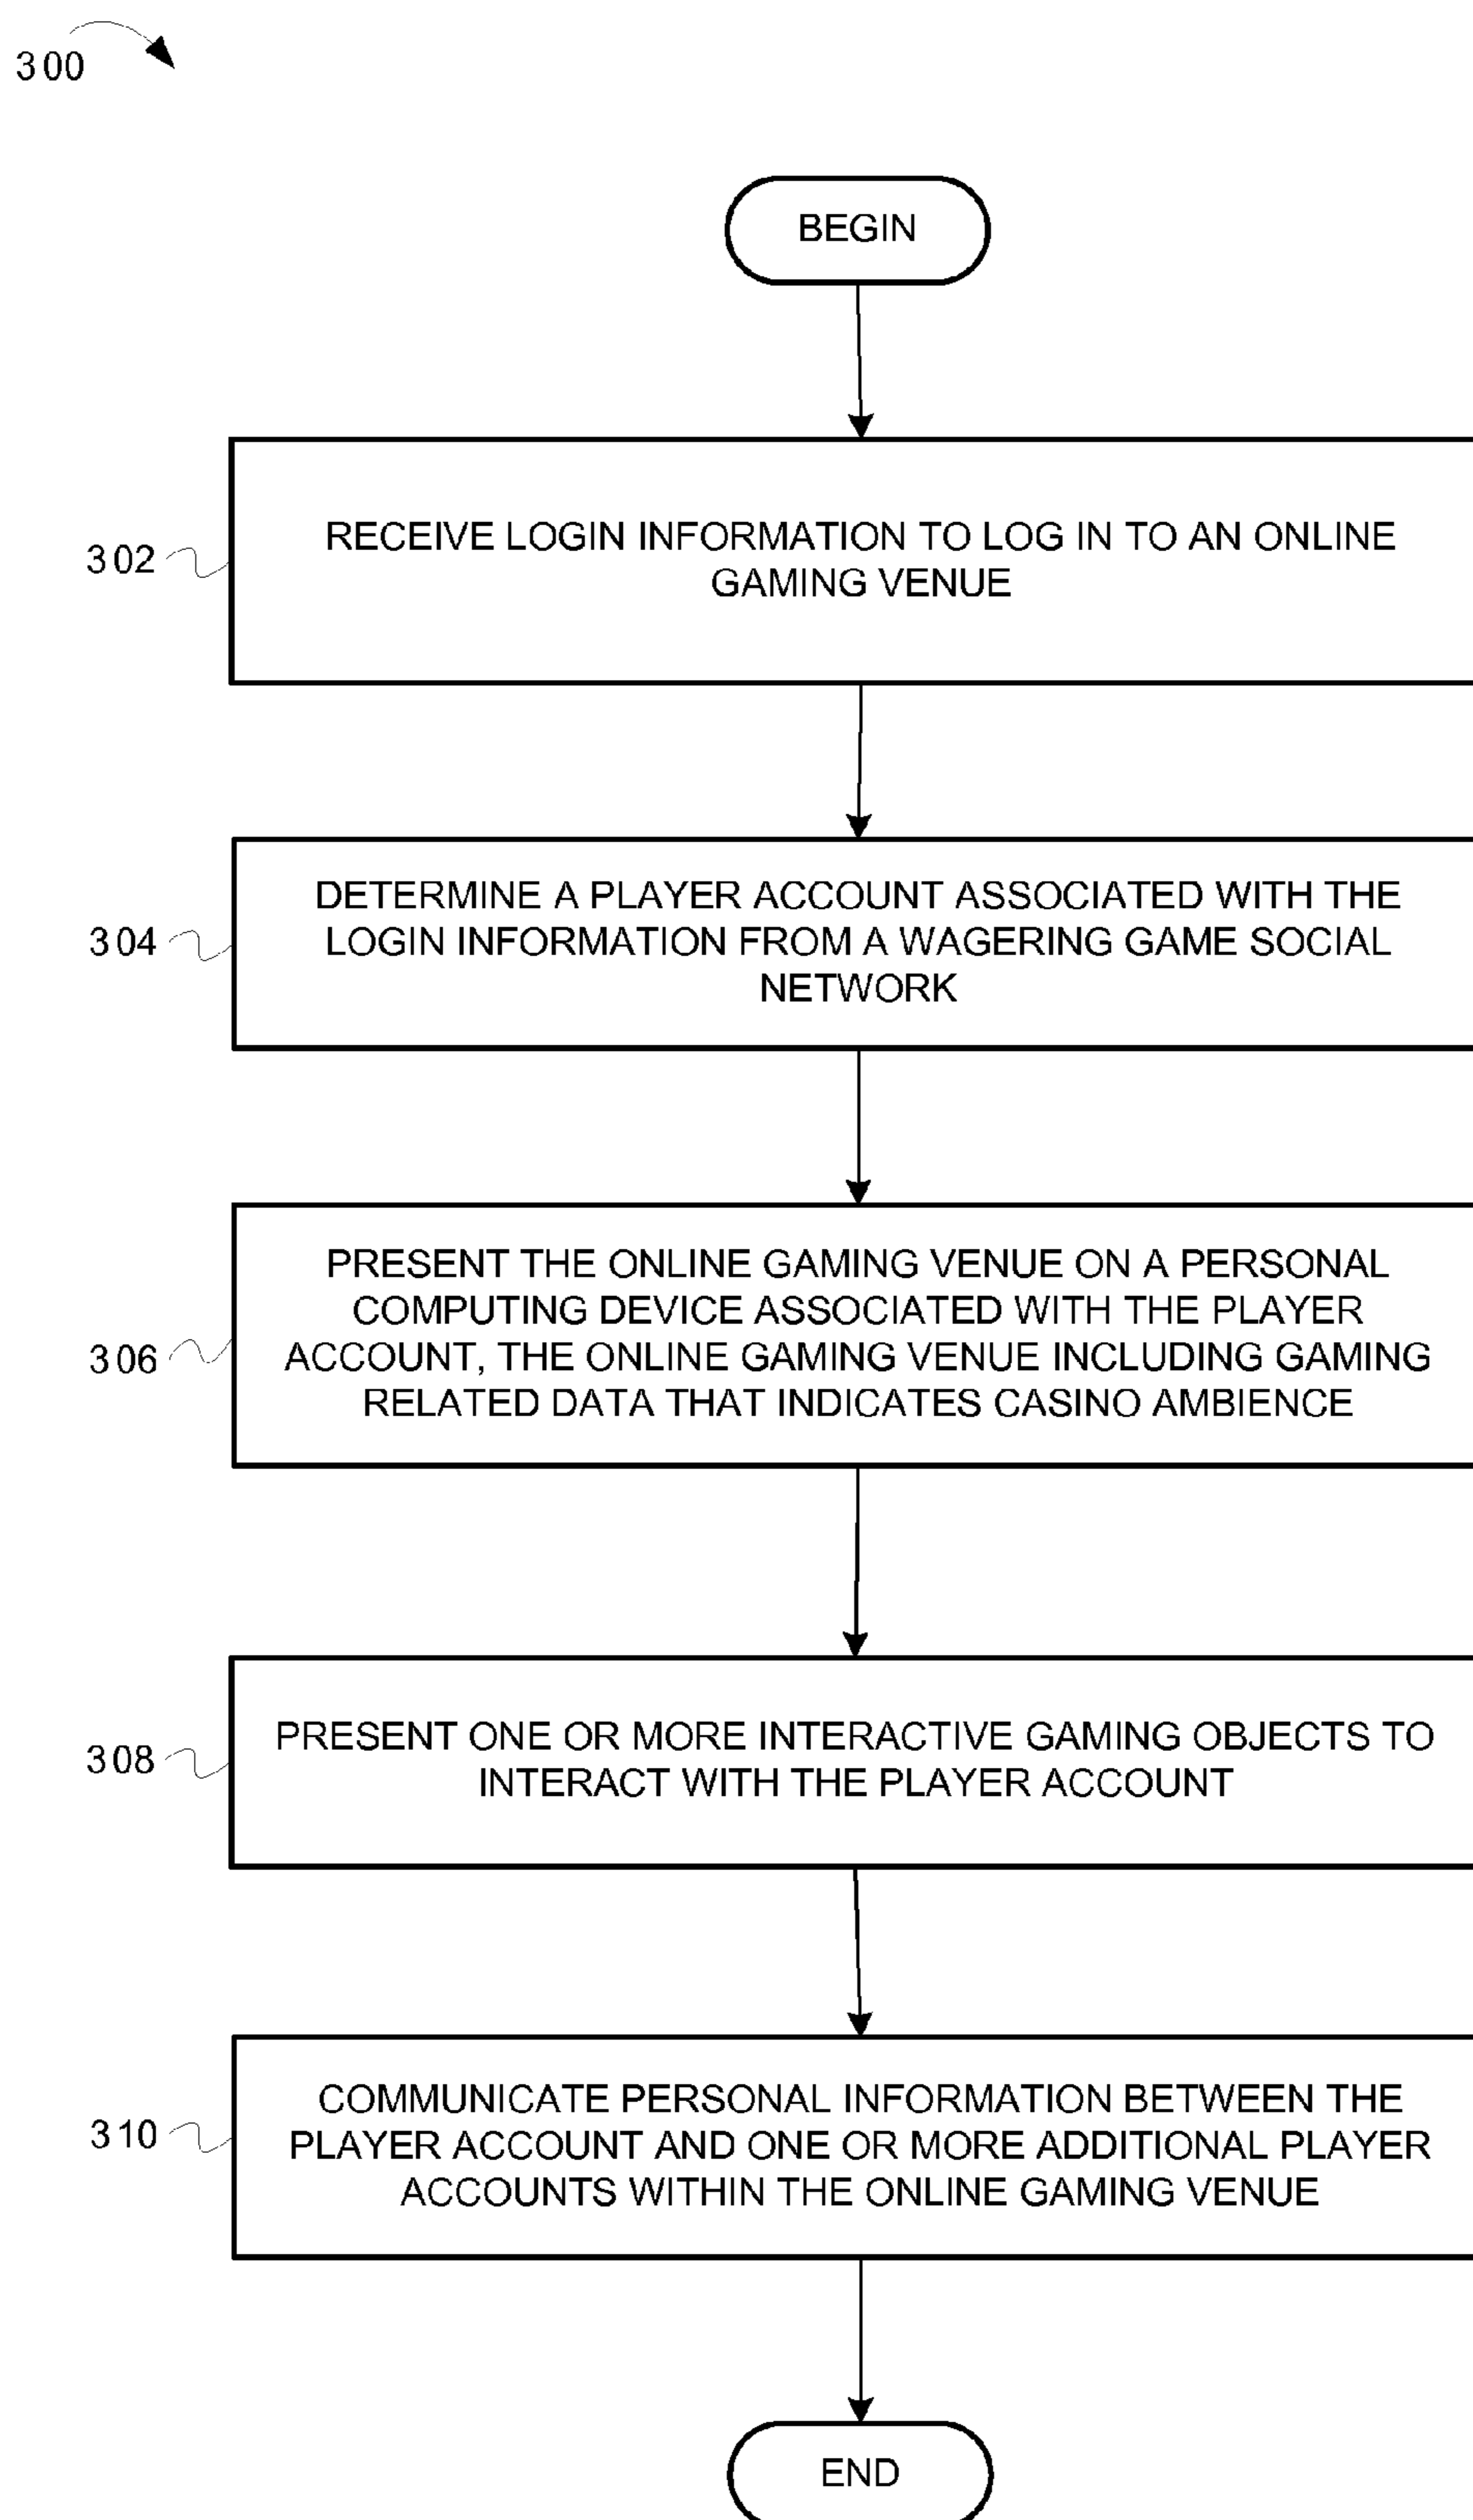 300
BEGIN
302
RECEIVE LOGIN INFORMATION TO LOG IN TO AN ONLINE
GAMING VENUE
304
DETERMINE A PLAYER ACCOUNT ASSOCIATED WITH THE
LOGIN INFORMATION FROM A WAGERING GAME SOCIAL
NETWORK
306
PRESENT THE ONLINE GAMING VENUE ON A PERSONAL
COMPUTING DEVICE ASSOCIATED WITH THE PLAYER
ACCOUNT, THE ONLINE GAMING VENUE INCLUDING GAMING
RELATED DATA THAT INDICATES CASINO AMBIENCE
308
PRESENT ONE OR MORE INTERACTIVE GAMING OBJECTS TO
INTERACT WITH THE PLAYER ACCOUNT
310
COMMUNICATE PERSONAL INFORMATION BETWEEN THE
PLAYER ACCOUNT AND ONE OR MORE ADDITIONAL PLAYER
ACCOUNTS WITHIN THE ONLINE GAMING VENUE
END